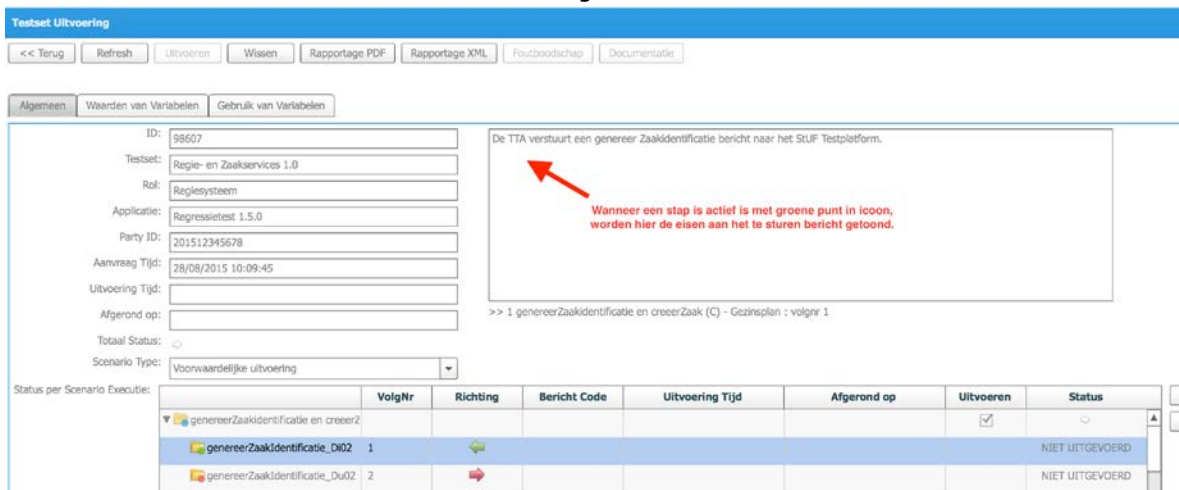 Testset Uitvoering
<< Terug Refresh Uitvoeren Wissen Rapportage PDF Rapportage XML Foutboodschap Documentatie
Algemeen Waarden van Variabelen Gebruik van Variabelen
ID: 98607
De TTA verstuurt een genereer Zaakidentificatie bericht naar het StUF Testplatform.
Testset: Regie- en Zaakservices 1.0
Rol: Regiesysteem
Wanneer een stap is actief is met groene punt in icoon,
worden hier de eisen aan het te sturen bericht getoond.
Applicatie: Regressietest 1.5.0
Party ID: 201512345678
Aanvraag Tijd: 28/08/2015 10:09:45
Uitvoering Tijd:
Afgerond op:
>> 1 genereerZaakidentificatie en creeerZaak (C) - Gezinsplan : volgnr 1
Totaal Status:
Scenario Type: Voorwaardelijke uitvoering
Status per Scenario Executie:
VolgNr Richting Bericht Code Uitvoering Tijd Afgerond op Uitvoeren Status
genereerZaakidentificatie en creeerZ
genereerZaakIdentificatie_Di02 1 NIET UITGEVOERD
genereerZaakIdentificatie_Du02 2 NIET UITGEVOERD